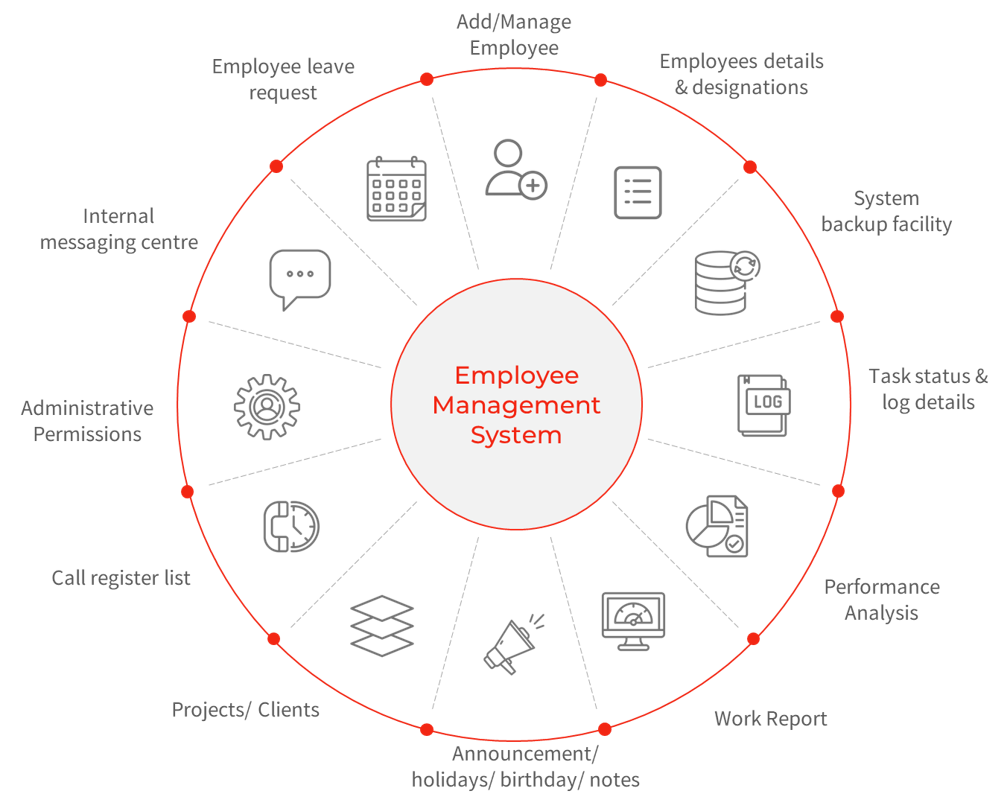 Add/Manage
Employee
Employees details
& designations
System
backup facility
Task status &
log details
LOG
Performance
Analysis
Work Report
Announcement/
holidays/ birthday/ notes
Projects/ Clients
Call register list
Administrative
Permissions
Internal
messaging centre
Employee leave
request
Employee
Management
System